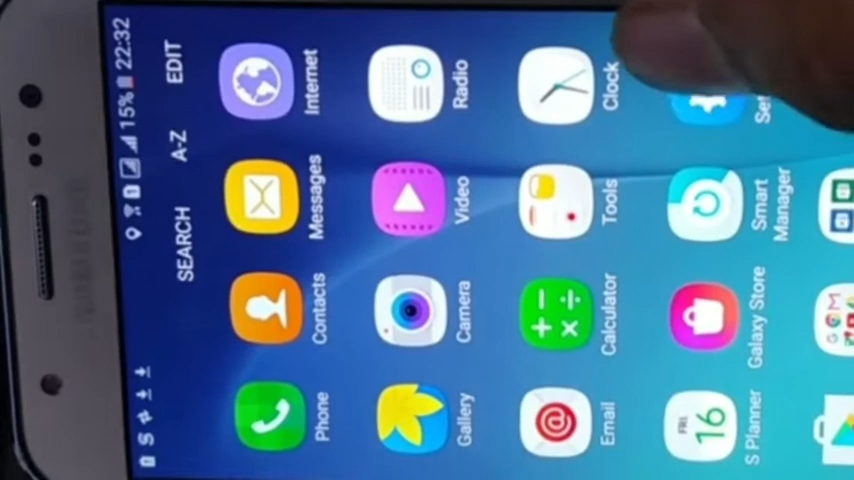 15% 22:32
SEARCH A-Z EDIT
Phone Contacts Messages Internet
Gallery Camera Video Radio
Email Calculator Tools Clock
FRI
16
S Planner Galaxy Store Smart Manager Set